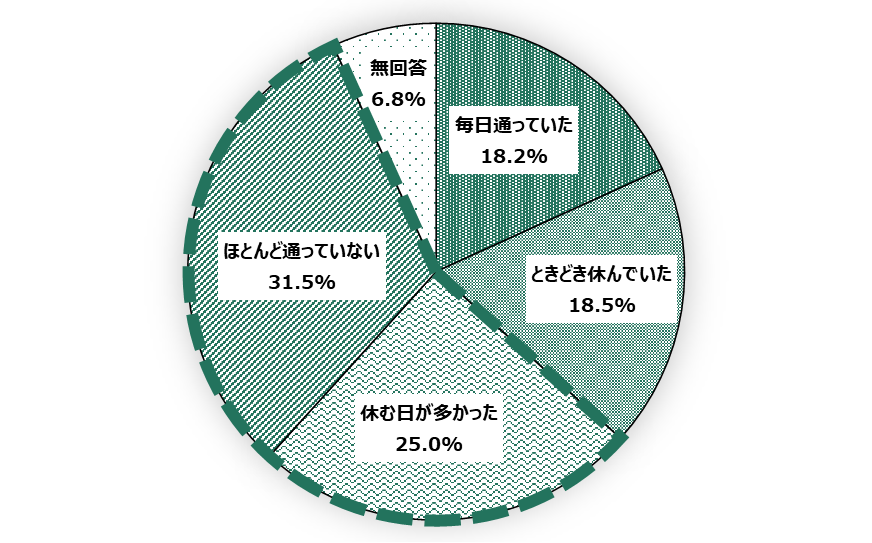 無回答
6.8%
毎日通っていた
18.2%
ときどき休んでいた
18.5%
ほとんど通っていない
31.5%
休む日が多かった
25.0%